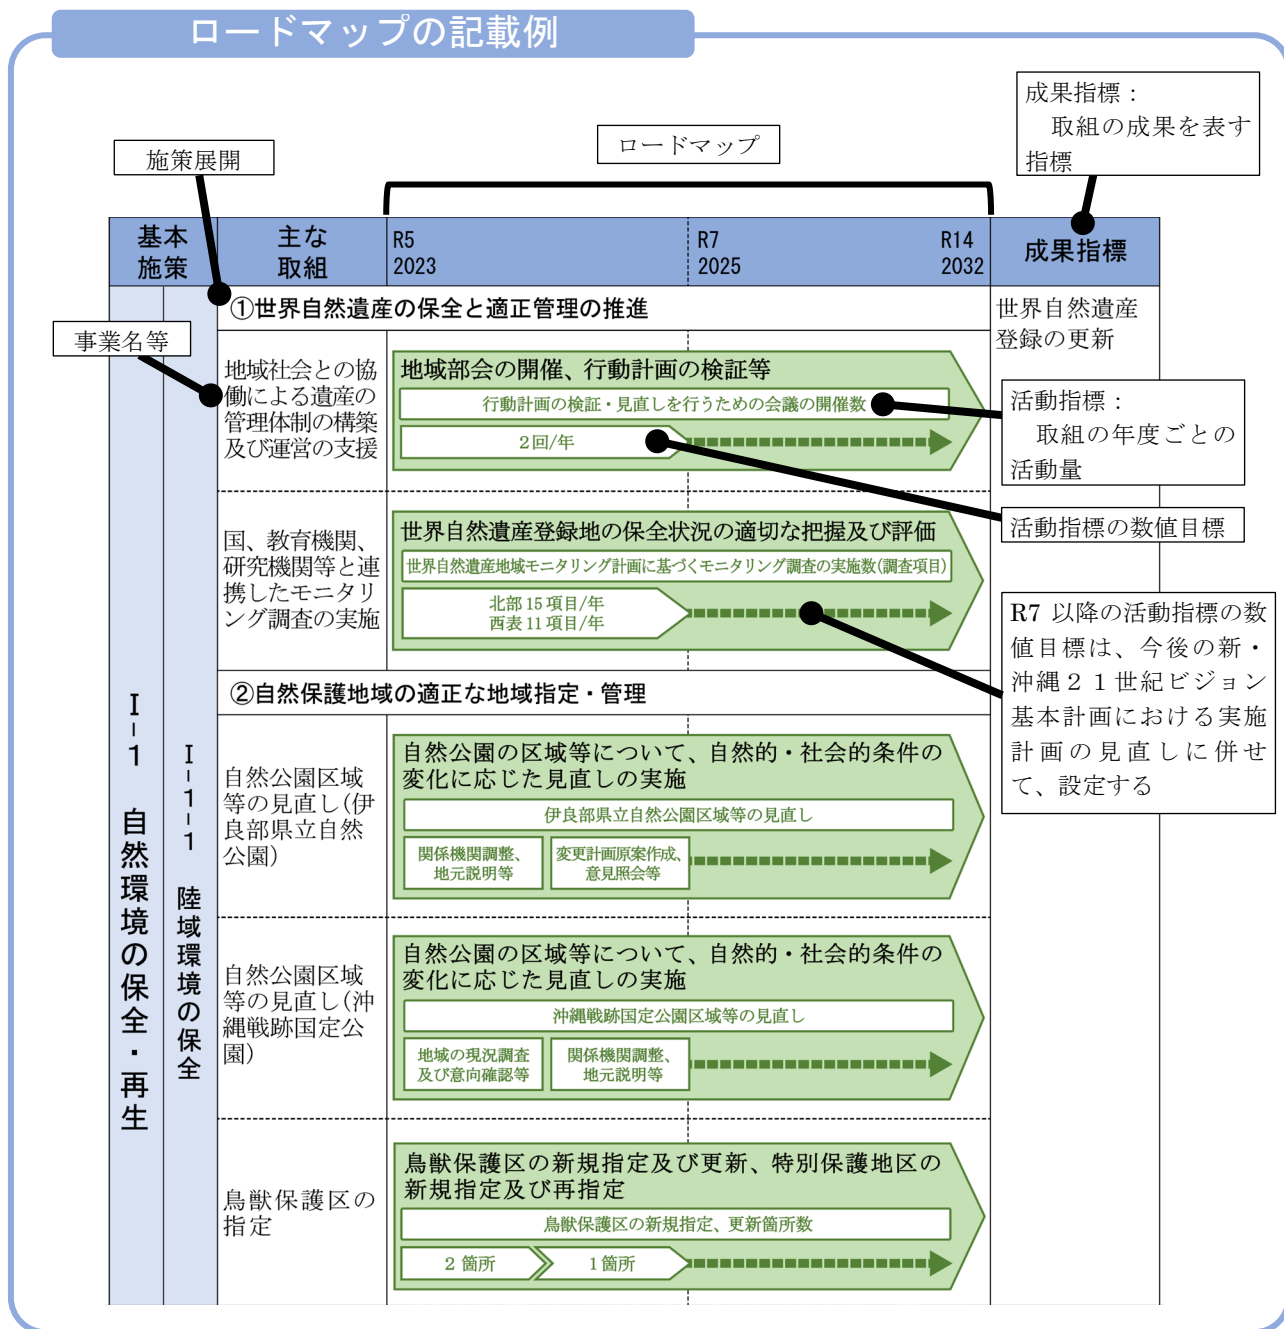 ロードマップの記載例
成果指標：
取組の成果を表す
指標
ロードマップ
施策展開
基本
施策
主な
取組
R5
2023
R7
2025
R14
2032
成果指標
①世界自然遺産の保全と適正管理の推進
世界自然遺産
登録の更新
事業名等
地域社会との協
働による遺産の
管理体制の構築
及び運営の支援
地域部会の開催、行動計画の検証等
行動計画の検証・見直しを行うための会議の開催数
2回/年
活動指標：
取組の年度ごとの
活動量
活動指標の数値目標
国、教育機関、
研究機関等と連
携したモニタリ
ング調査の実施
世界自然遺産登録地の保全状況の適切な把握及び評価
世界自然遺産地域モニタリング計画に基づくモニタリング調査の実施数(調査項目)
北部 15 項目/年
西表 11 項目/年
R7 以降の活動指標の数
値目標は、今後の新・
沖縄２１世紀ビジョン
基本計画における実施
計画の見直しに併せ
て、設定する
②自然保護地域の適正な地域指定・管理
Ⅰ-1 自然環境の保全・再生
Ⅰ-1-1 陸域環境の保全
自然公園区域
等の見直し(伊
良部県立自然
公園)
自然公園の区域等について、自然的・社会的条件の
変化に応じた見直しの実施
伊良部県立自然公園区域等の見直し
関係機関調整、
地元説明等
変更計画原案作成、
意見照会等
自然公園区域
等の見直し(沖
縄戦跡国定公
園)
自然公園の区域等について、自然的・社会的条件の
変化に応じた見直しの実施
沖縄戦跡国定公園区域等の見直し
地域の現況調査
及び意向確認等
関係機関調整、
地元説明等
鳥獣保護区の
指定
鳥獣保護区の新規指定及び更新、特別保護地区の
新規指定及び再指定
鳥獣保護区の新規指定、更新箇所数
2 箇所
1 箇所